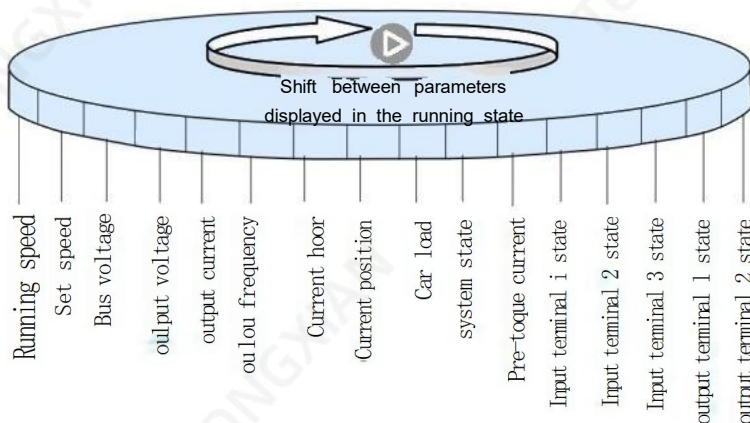 Shift between parameters
displayed in the running state
Running speed
Set speed
Bus voltage
oulput voltage
output current
oulou frequency
Current hoor
Current position
Car load
system state
Pre-toque current
Input terminal i state
Input terminal 2 state
Input terminal 3 state
output terminal 1 state
output terminal 2 state